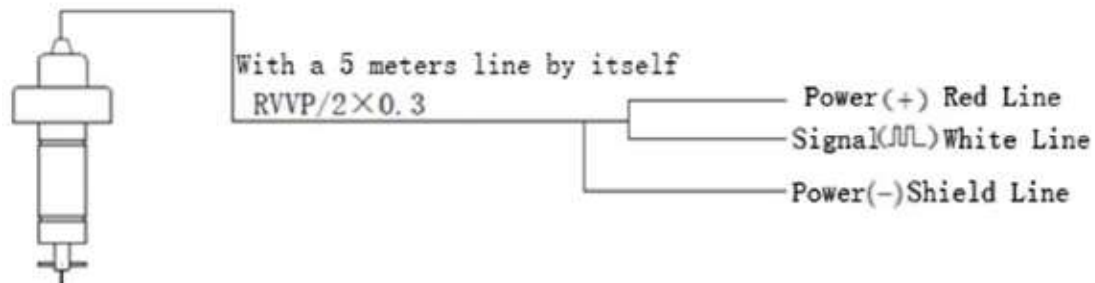 With a 5 meters line by itself
RVVP/2×0.3
Power(+) Red Line
Signal(⎍⎍)White Line
Power(-)Shield Line